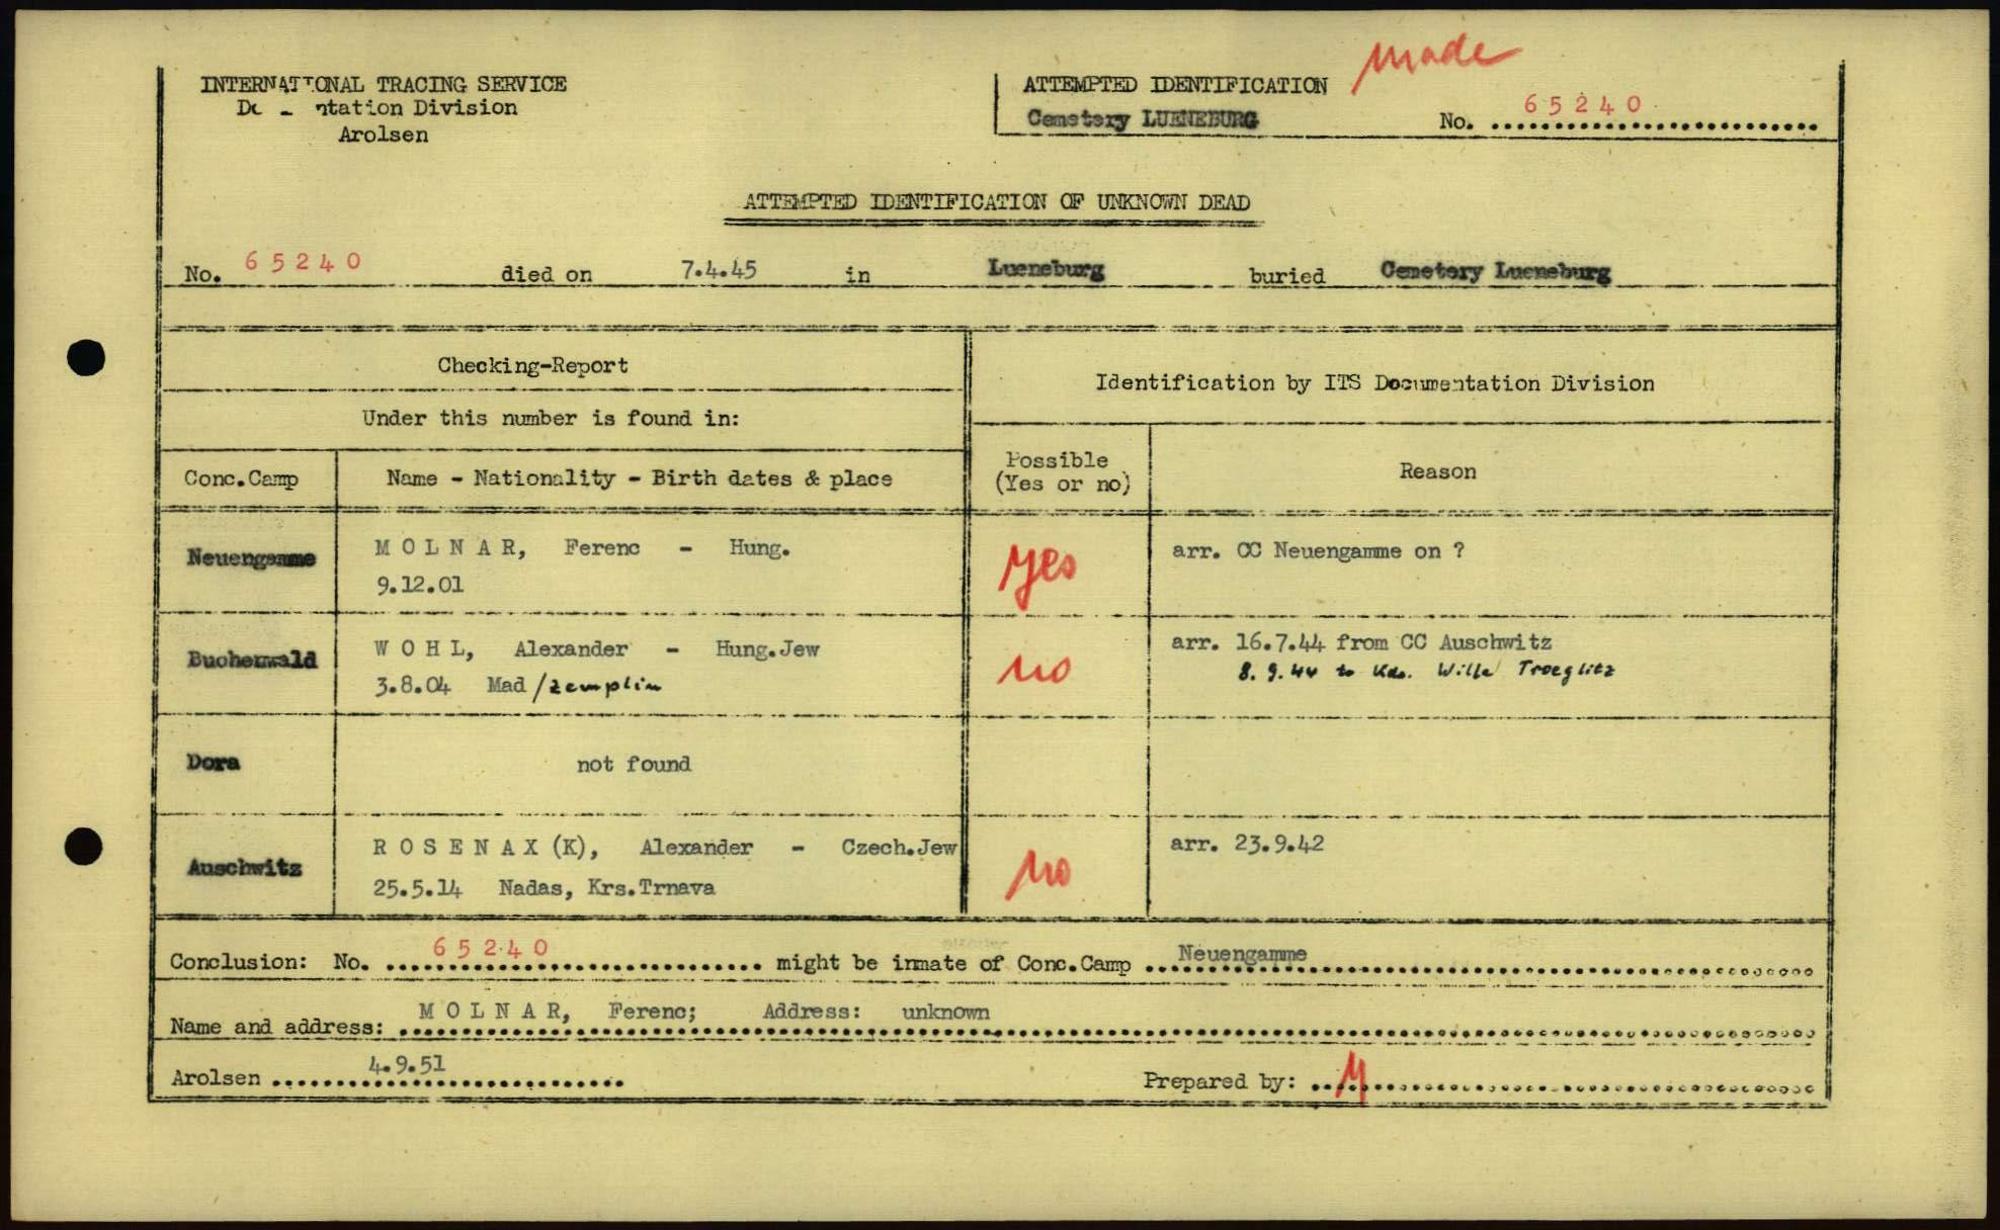 made
INTERNATIONAL TRACING SERVICE
ntation Division
Arolsen
ATTEMPTED IDENTIFICATION
Cemetery LUENEBURG
No. 65240
ATTEMPTED IDENTIFICATION OF UNKNOWN DEAD
No. 65240 died on 7.4.45 in Lueneburg buried Cemetery Lueneburg
Checking-Report
Identification by ITS Documentation Division
Under this number is found in:
Conc.Camp
Name - Nationality - Birth dates & place
Possible
(Yes or no)
Reason
Neuengamme
M O L N A R, Ferenc - Hung.
9.12.01
yes
arr. CC Neuengamme on ?
Buchenwald
W O H L, Alexander - Hung.Jew
3.8.04 Mad/zemplin
no
arr. 16.7.44 from CC Auschwitz
8.9.44 to Kdo. Wille Troeglitz
Dora
not found
Auschwitz
R O S E N A X (K), Alexander - Czech.Jew
25.5.14 Nadas, Krs.Trnava
no
arr. 23.9.42
Conclusion: No. 65240 might be inmate of Conc.Camp Neuengamme
Name and address: M O L N A R, Ferenc; Address: unknown
Arolsen 4.9.51
Prepared by: